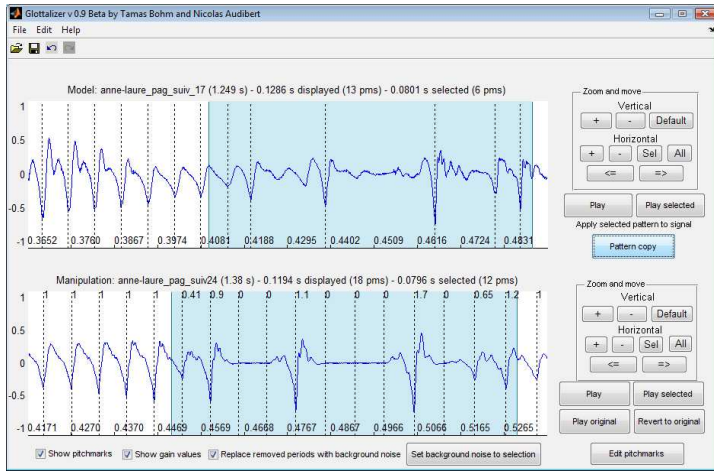 Glottalizer v 0.9 Beta by Tamas Bohm and Nicolas Audibert
File Edit Help
Model: anne-laure_pag_suiv_17 (1.249 s) - 0.1286 s displayed (13 pms) - 0.0801 s selected (6 pms)
1
0.5
0
-0.5
-1
0.3652 0.3760 0.3867 0.3974 0.4081 0.4188 0.4295 0.4402 0.4509 0.4616 0.4724 0.4831
Zoom and move
Vertical
+ - Default
Horizontal
+ - Sel All
<= =>
Play Play selected
Apply selected pattern to signal
Pattern copy
Manipulation: anne-laure_pag_suiv24 (1.38 s) - 0.1194 s displayed (18 pms) - 0.0796 s selected (12 pms)
1 1 1 1 1 0.41 0.9 0 0 1.1 0 0 0 1.7 0 0.65 1.2 1
1
0.5
0
-0.5
-1
0.4171 0.4270 0.4370 0.4469 0.4569 0.4668 0.4767 0.4867 0.4966 0.5066 0.5165 0.5265
Zoom and move
Vertical
+ - Default
Horizontal
+ - Sel All
<= =>
Play Play selected
Play original Revert to original
Show pitchmarks Show gain values Replace removed periods with background noise Set background noise to selection Edit pitchmarks